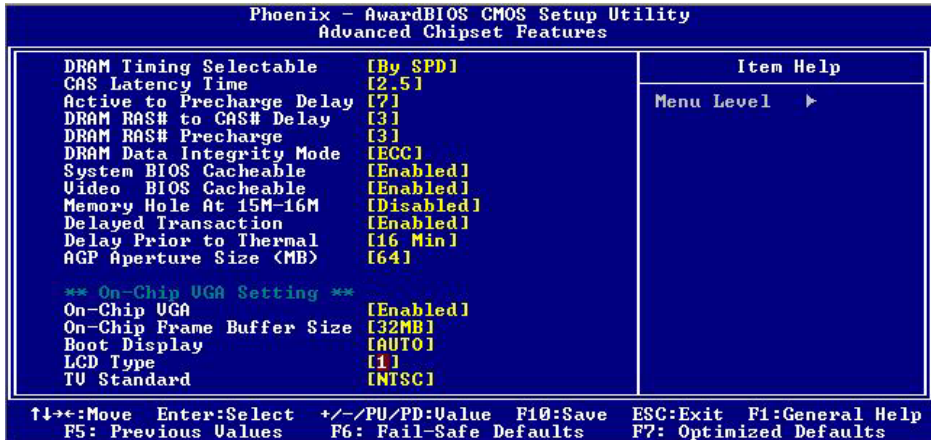 Phoenix - AwardBIOS CMOS Setup Utility
Advanced Chipset Features
DRAM Timing Selectable [By SPD]
CAS Latency Time [2.5]
Active to Precharge Delay [7]
DRAM RAS# to CAS# Delay [3]
DRAM RAS# Precharge [3]
DRAM Data Integrity Mode [ECC]
System BIOS Cacheable [Enabled]
Video BIOS Cacheable [Enabled]
Memory Hole At 15M-16M [Disabled]
Delayed Transaction [Enabled]
Delay Prior to Thermal [16 Min]
AGP Aperture Size (MB) [64]
** On-Chip VGA Setting **
On-Chip VGA [Enabled]
On-Chip Frame Buffer Size [32MB]
Boot Display [AUTO]
LCD Type [1]
TV Standard [NTSC]
Item Help
Menu Level ►
↑↓→←:Move Enter:Select +/-/PU/PD:Value F10:Save ESC:Exit F1:General Help
F5: Previous Values F6: Fail-Safe Defaults F7: Optimized Defaults